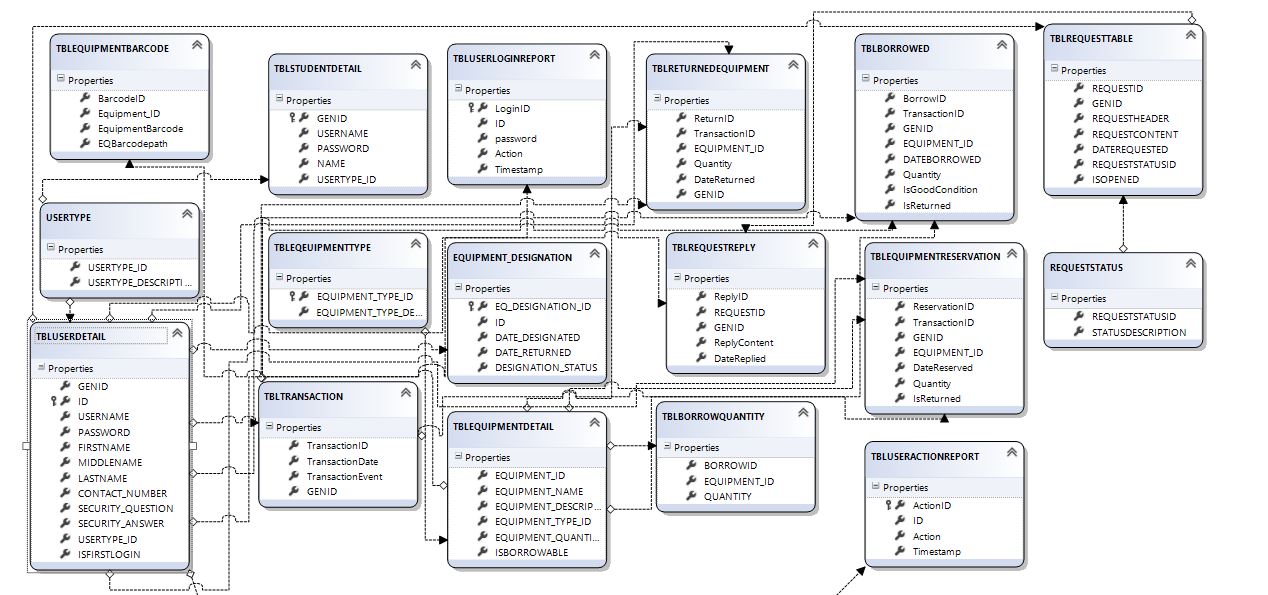 TBLEQUIPMENTBARCODE
Properties
BarcodeID
Equipment_ID
EquipmentBarcode
EQBarcodepath
TBLSTUDENTDETAIL
Properties
GENID
USERNAME
PASSWORD
NAME
USERTYPE_ID
TBLUSERLOGINREPORT
Properties
LoginID
ID
password
Action
Timestamp
TBLRETURNEDEQUIPMENT
Properties
ReturnID
TransactionID
EQUIPMENT_ID
Quantity
DateReturned
GENID
TBLBORROWED
Properties
BorrowID
TransactionID
GENID
EQUIPMENT_ID
DATEBORROWED
Quantity
IsGoodCondition
IsReturned
TBLREQUESTTABLE
Properties
REQUESTID
GENID
REQUESTHEADER
REQUESTCONTENT
DATEREQUESTED
REQUESTSTATUSID
ISOPENED
USERTYPE
Properties
USERTYPE_ID
USERTYPE_DESCRIPTI...
TBLEQEUIPMENTTYPE
Properties
EQUIPMENT_TYPE_ID
EQUIPMENT_TYPE_DE...
EQUIPMENT_DESIGNATION
Properties
EQ_DESIGNATION_ID
ID
DATE_DESIGNATED
DATE_RETURNED
DESIGNATION_STATUS
TBLREQUESTREPLY
Properties
ReplyID
REQUESTID
GENID
ReplyContent
DateReplied
TBLEQUIPMENTRESERVATION
Properties
ReservationID
TransactionID
GENID
EQUIPMENT_ID
DateReserved
Quantity
IsReturned
REQUESTSTATUS
Properties
REQUESTSTATUSID
STATUSDESCRIPTION
TBLUSERDETAIL
Properties
GENID
ID
USERNAME
PASSWORD
FIRSTNAME
MIDDLENAME
LASTNAME
CONTACT_NUMBER
SECURITY_QUESTION
SECURITY_ANSWER
USERTYPE_ID
ISFIRSTLOGIN
TBLTRANSACTION
Properties
TransactionID
TransactionDate
TransactionEvent
GENID
TBLEQUIPMENTDETAIL
Properties
EQUIPMENT_ID
EQUIPMENT_NAME
EQUIPMENT_DESCRIP...
EQUIPMENT_TYPE_ID
EQUIPMENT_QUANTI...
ISBORROWABLE
TBLBORROWQUANTITY
Properties
BORROWID
EQUIPMENT_ID
QUANTITY
TBLUSERACTIONREPORT
Properties
ActionID
ID
Action
Timestamp